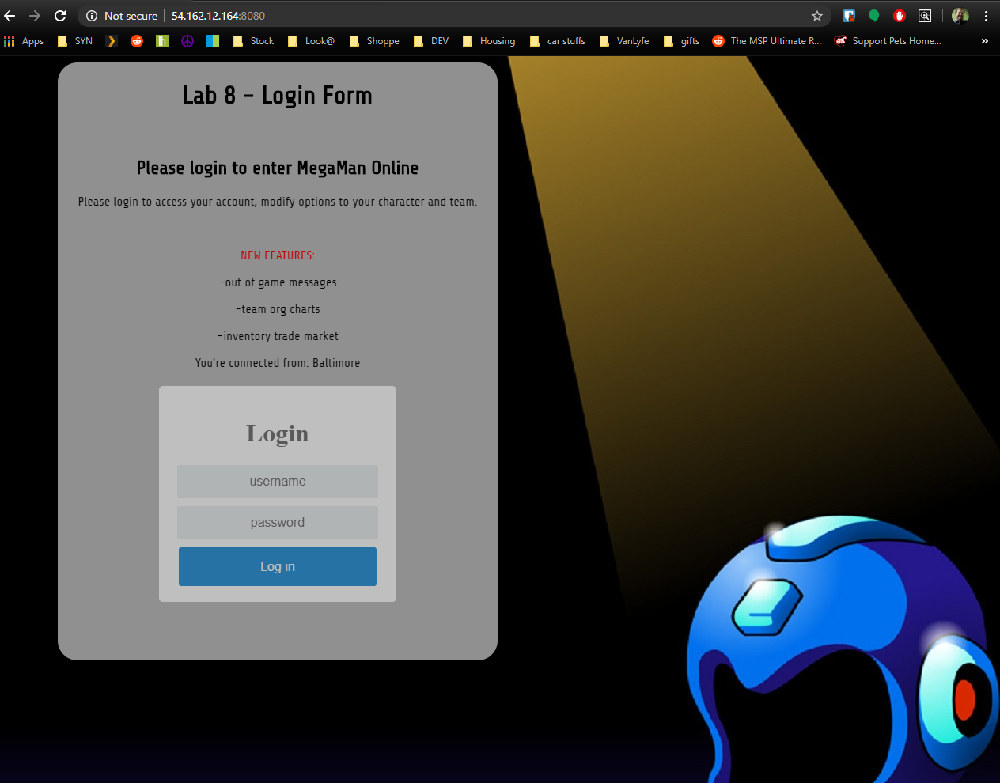 Not secure | 54.162.12.164:8080
Apps SYN Stock Look@ Shoppe DEV Housing car stuffs VanLyfe gifts The MSP Ultimate R... Support Pets Home... »
Lab 8 - Login Form
Please login to enter MegaMan Online
Please login to access your account, modify options to your character and team.
NEW FEATURES:
-out of game messages
-team org charts
-inventory trade market
You're connected from: Baltimore
Login
username
password
Log in